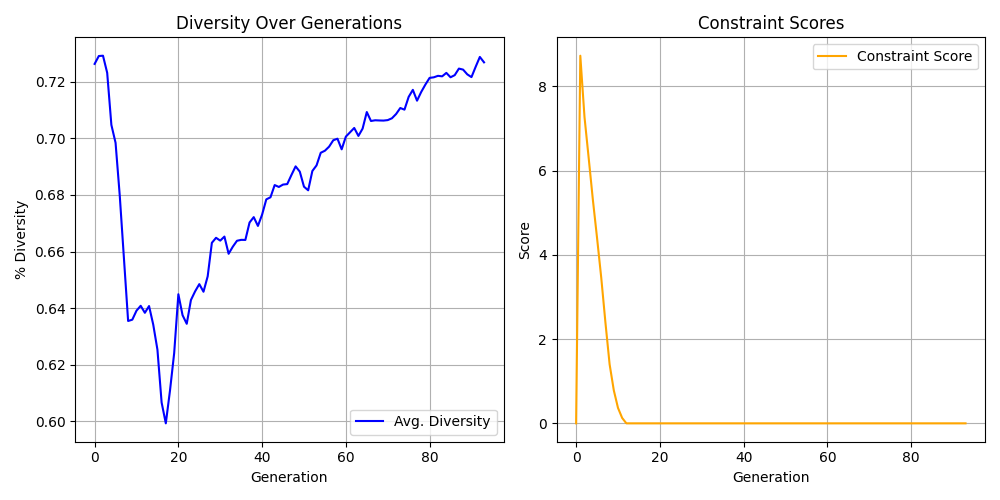 Diversity Over Generations
% Diversity
0.72
0.70
0.68
0.66
0.64
0.62
0.60
Avg. Diversity
0
20
40
60
80
Generation
Constraint Scores
Score
8
6
4
2
0
Constraint Score
0
20
40
60
80
Generation